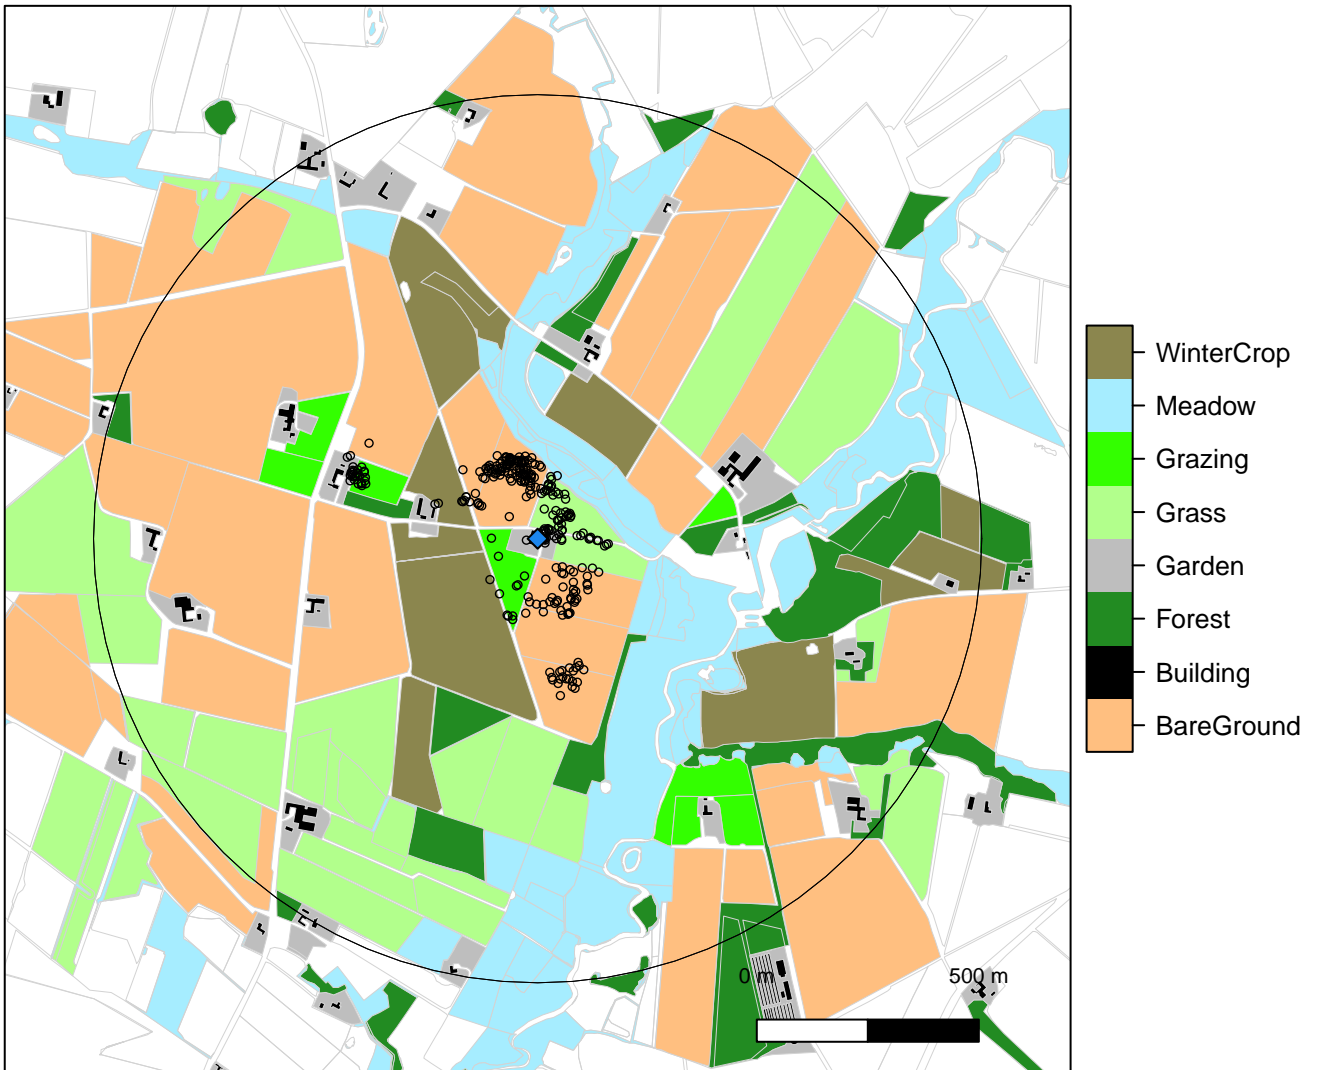 WinterCrop
Meadow
Grazing
Grass
Garden
Forest
Building
BareGround
0 m 500 m